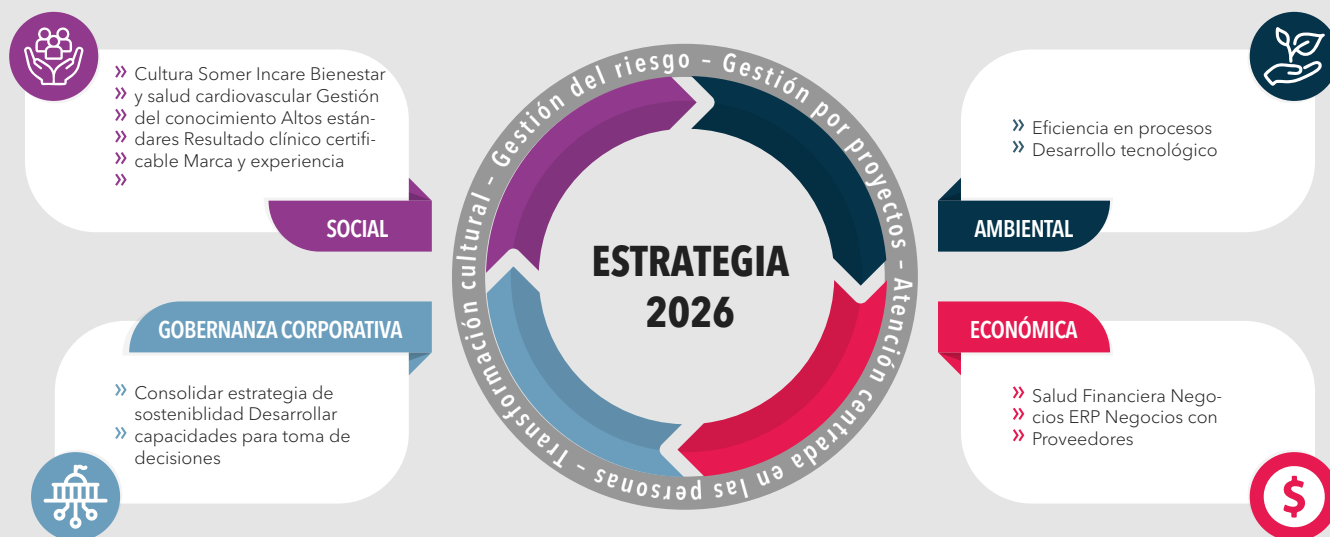 » Cultura Somer Incare Bienestar
» y salud cardiovascular Gestión
» del conocimiento Altos están-
» dares Resultado clínico certifi-
» cable Marca y experiencia
»
SOCIAL
» Eficiencia en procesos
» Desarrollo tecnológico
AMBIENTAL
Transformación cultural – Gestión del riesgo – Gestión por proyectos – Atención centrada en las personas –
ESTRATEGIA
2026
GOBERNANZA CORPORATIVA
» Consolidar estrategia de
sosteniblidad Desarrollar
» capacidades para toma de
decisiones
ECONÓMICA
» Salud Financiera Nego-
» cios ERP Negocios con
» Proveedores
$